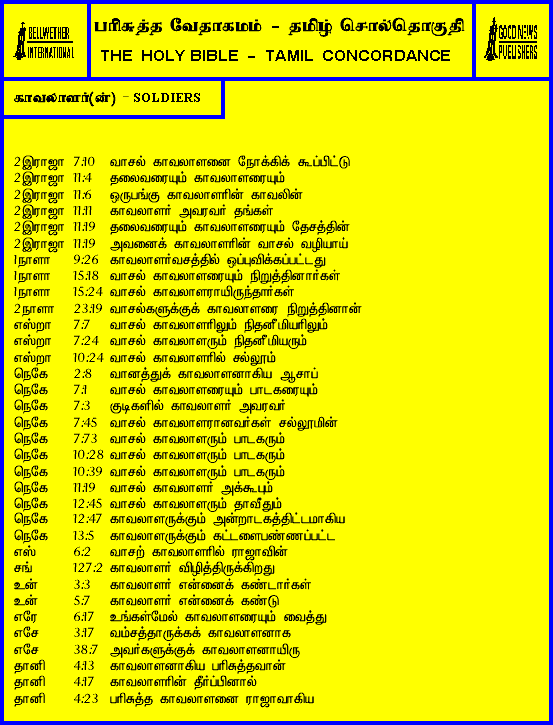 BELLWETHER
INTERNATIONAL
பரிசுத்த வேதாகமம் - தமிழ் சொல்தொகுதி
THE HOLY BIBLE - TAMIL CONCORDANCE
GOOD NEWS
PUBLISHERS
காவலாளர்(ன்) - SOLDIERS
2இராஜா 7:10 வாசல் காவலாளனை நோக்கிக் கூப்பிட்டு
2இராஜா 11:4 தலைவரையும் காவலாளரையும்
2இராஜா 11:6 ஒருபங்கு காவலாளரின் காவலின்
2இராஜா 11:11 காவலாளர் அவரவர் தங்கள்
2இராஜா 11:19 தலைவரையும் காவலாளரையும் தேசத்தின்
2இராஜா 11:19 அவனைக் காவலாளரின் வாசல் வழியாய்
1நாளா 9:26 காவலாளர்வசத்தில் ஒப்புவிக்கப்பட்டது
1நாளா 15:18 வாசல் காவலாளரையும் நிறுத்தினார்கள்
1நாளா 15:24 வாசல் காவலாளராயிருந்தார்கள்
2நாளா 23:19 வாசல்களுக்குக் காவலாளரை நிறுத்தினான்
எஸ்றா 7:7 வாசல் காவலாளரிலும் நிதனீமியரிலும்
எஸ்றா 7:24 வாசல் காவலாளரும் நிதனீமியரும்
எஸ்றா 10:24 வாசல் காவலாளரில் சல்லூம்
நெகே 2:8 வானத்துக் காவலாளனாகிய ஆசாப்
நெகே 7:1 வாசல் காவலாளரையும் பாடகரையும்
நெகே 7:3 குடிகளில் காவலாளர் அவரவர்
நெகே 7:45 வாசல் காவலாளரானவர்கள் சல்லூமின்
நெகே 7:73 வாசல் காவலாளரும் பாடகரும்
நெகே 10:28 வாசல் காவலாளரும் பாடகரும்
நெகே 10:39 வாசல் காவலாளரும் பாடகரும்
நெகே 11:19 வாசல் காவலாளர் அக்கூபும்
நெகே 12:45 வாசல் காவலாளரும் தாவீதும்
நெகே 12:47 காவலாளருக்கும் அன்றாடகத்திட்டமாகிய
நெகே 13:5 காவலாளருக்கும் கட்டளைபண்ணப்பட்ட
எஸ் 6:2 வாசற் காவலாளரில் ராஜாவின்
சங் 127:2 காவலாளர் விழித்திருக்கிறது
உன் 3:3 காவலாளர் என்னைக் கண்டார்கள்
உன் 5:7 காவலாளர் என்னைக் கண்டு
எரே 6:17 உங்கள்மேல் காவலாளரையும் வைத்து
எசே 3:17 வம்சத்தாருக்கக் காவலாளனாக
எசே 38:7 அவர்களுக்குக் காவலாளனாயிரு
தானி 4:13 காவலாளனாகிய பரிசுத்தவான்
தானி 4:17 காவலாளரின் தீர்ப்பினால்
தானி 4:23 பரிசுத்த காவலாளனை ராஜாவாகிய